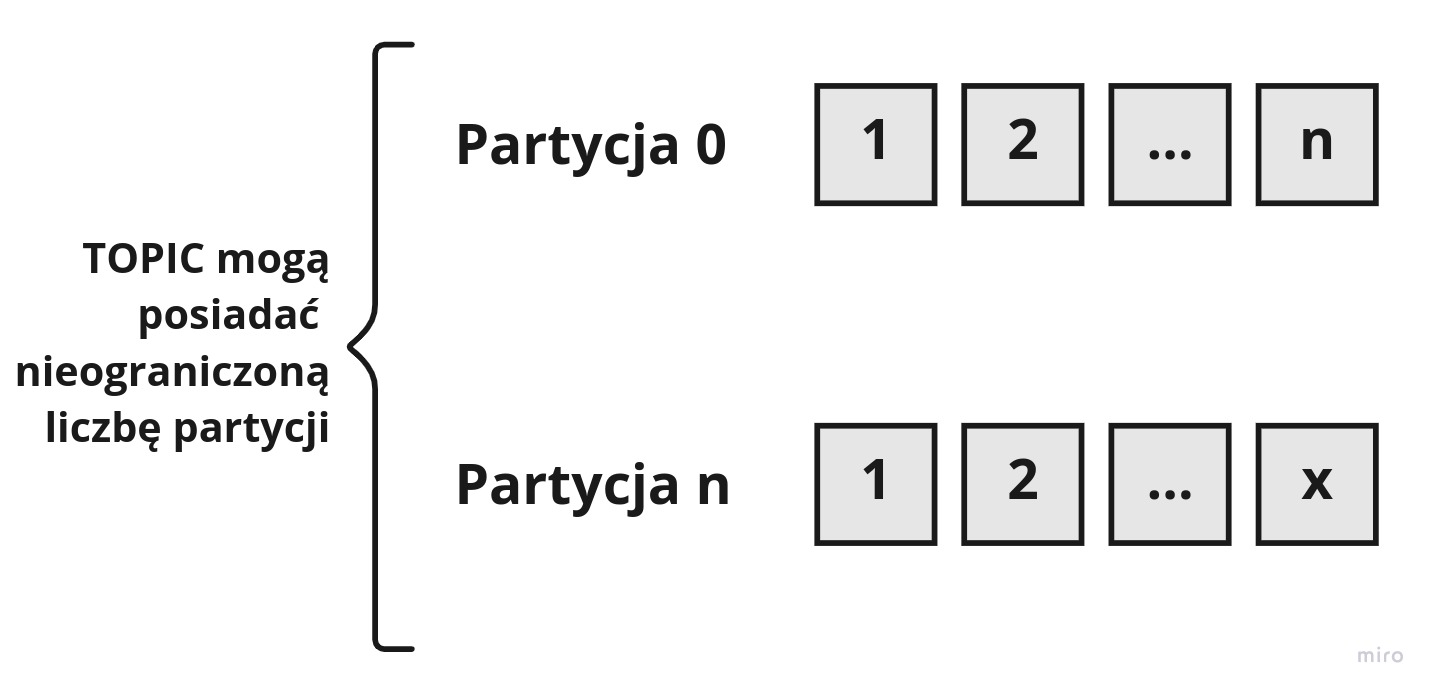 TOPIC mogą
posiadać
nieograniczoną
liczbę partycji
Partycja 0
1 2 ... n
Partycja n
1 2 ... x
miro